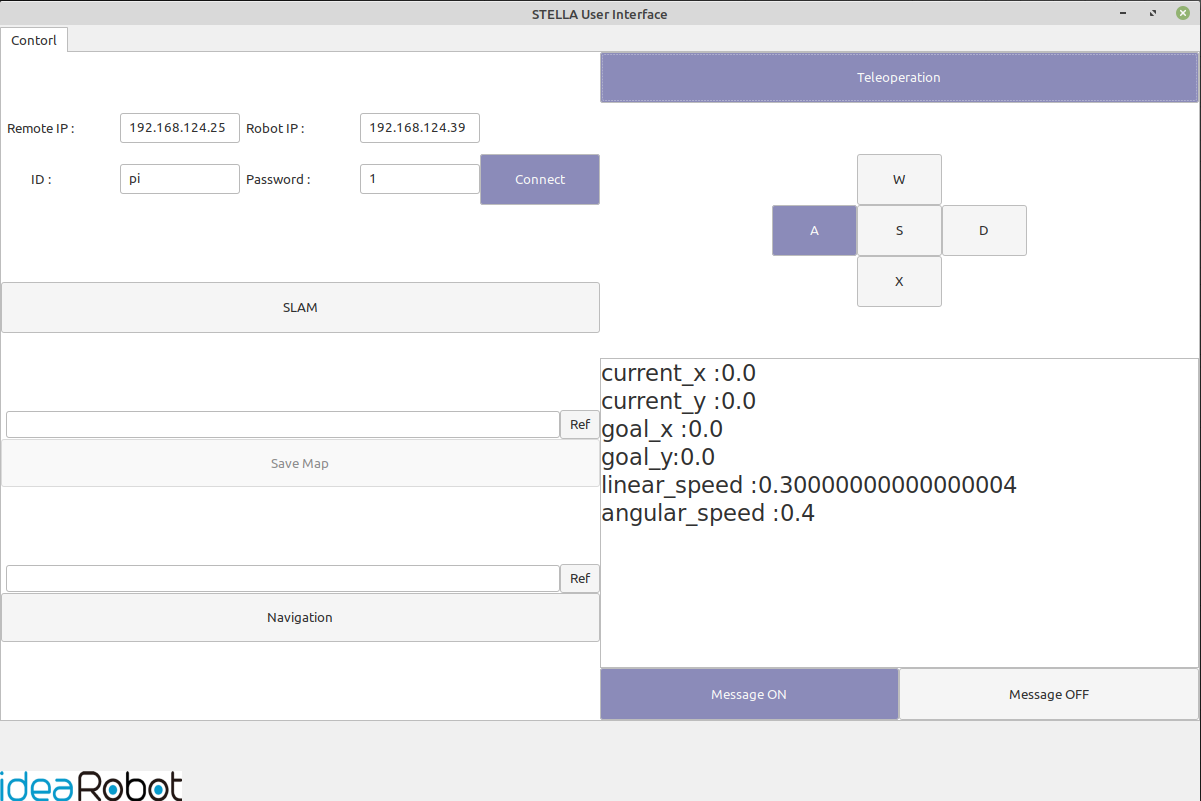 STELLA User Interface
Contorl
Teleoperation
Remote IP : 192.168.124.25 Robot IP : 192.168.124.39
ID : pi Password : 1 Connect
W
A S D
X
SLAM
Ref
Save Map
Ref
Navigation
current_x :0.0
current_y :0.0
goal_x :0.0
goal_y:0.0
linear_speed :0.30000000000000004
angular_speed :0.4
Message ON Message OFF
ideaRobot